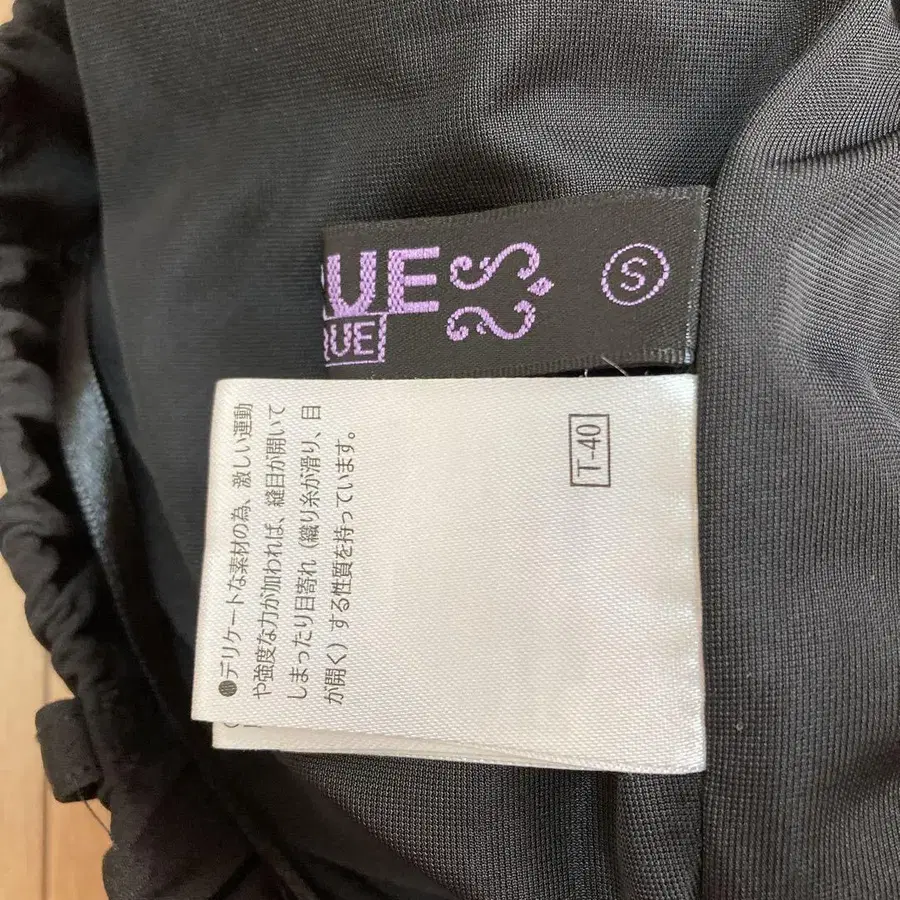 UE
QUE
S
●デリケートな素材の為、激しい運動
や強度な力が加われば、縫目が開いて
しまったり目寄れ（織り糸が滑り、目
が開く）する性質を持っています。
T-40